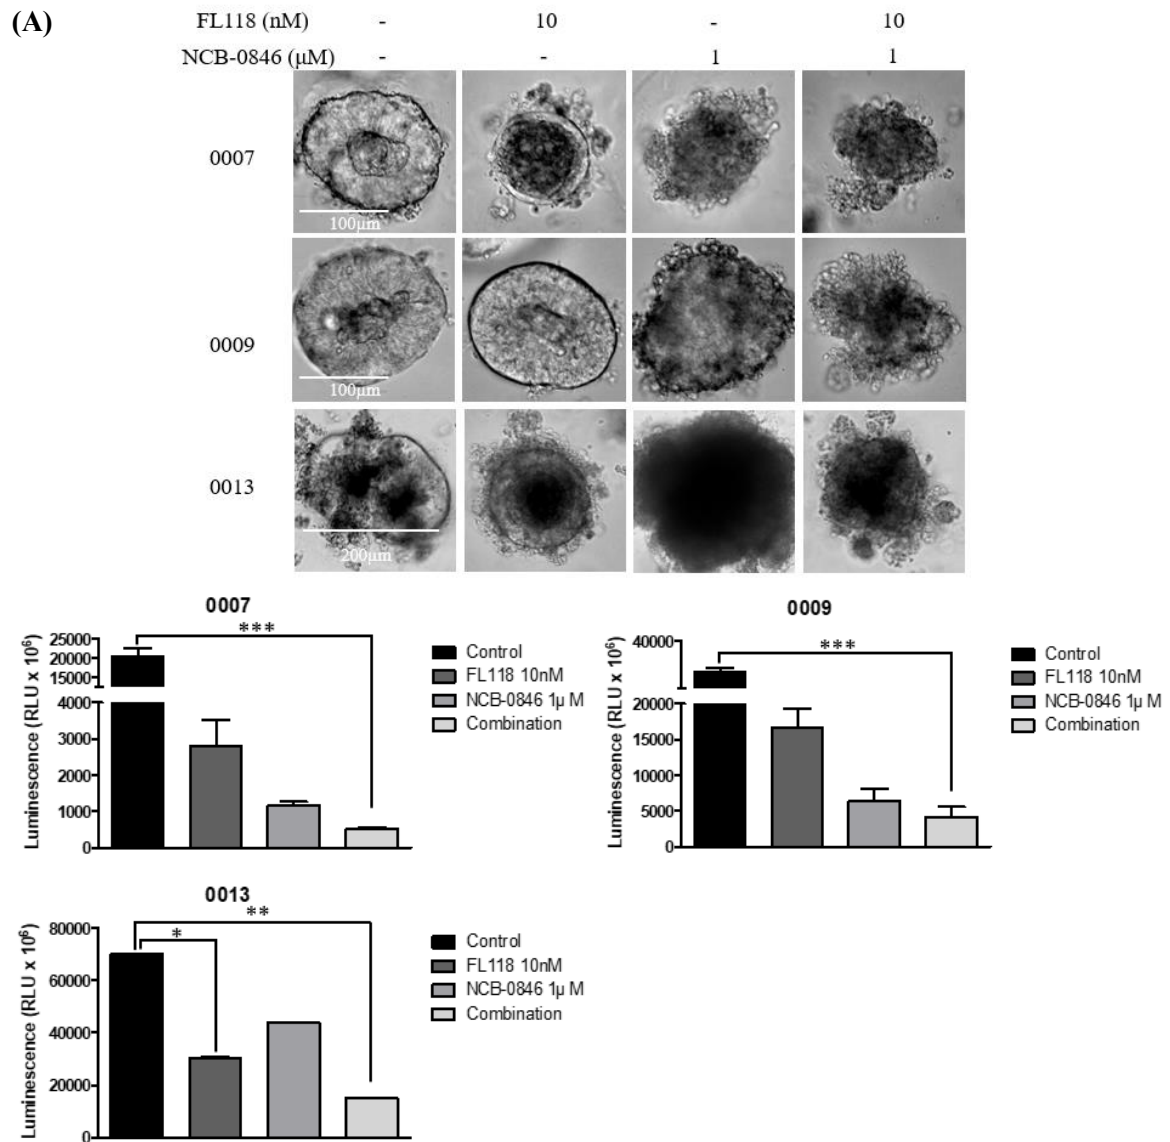 (A)
FL118 (nM) - 10 - 10
NCB-0846 (μM) - - 1 1
0007
100μm
0009
100μm
0013
200μm
0007
Luminescence (RLU x 10⁶)
25000
20000
15000
4000
3000
2000
1000
0
***
Control
FL118 10nM
NCB-0846 1μ M
Combination
0009
Luminescence (RLU x 10⁶)
40000
20000
15000
10000
5000
0
***
Control
FL118 10nM
NCB-0846 1μ M
Combination
0013
Luminescence (RLU x 10⁶)
80000
60000
40000
20000
0
**
*
Control
FL118 10nM
NCB-0846 1μ M
Combination